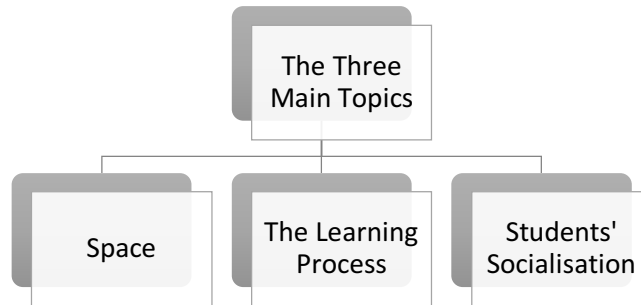 The Three
Main Topics
Space
The Learning
Process
Students'
Socialisation